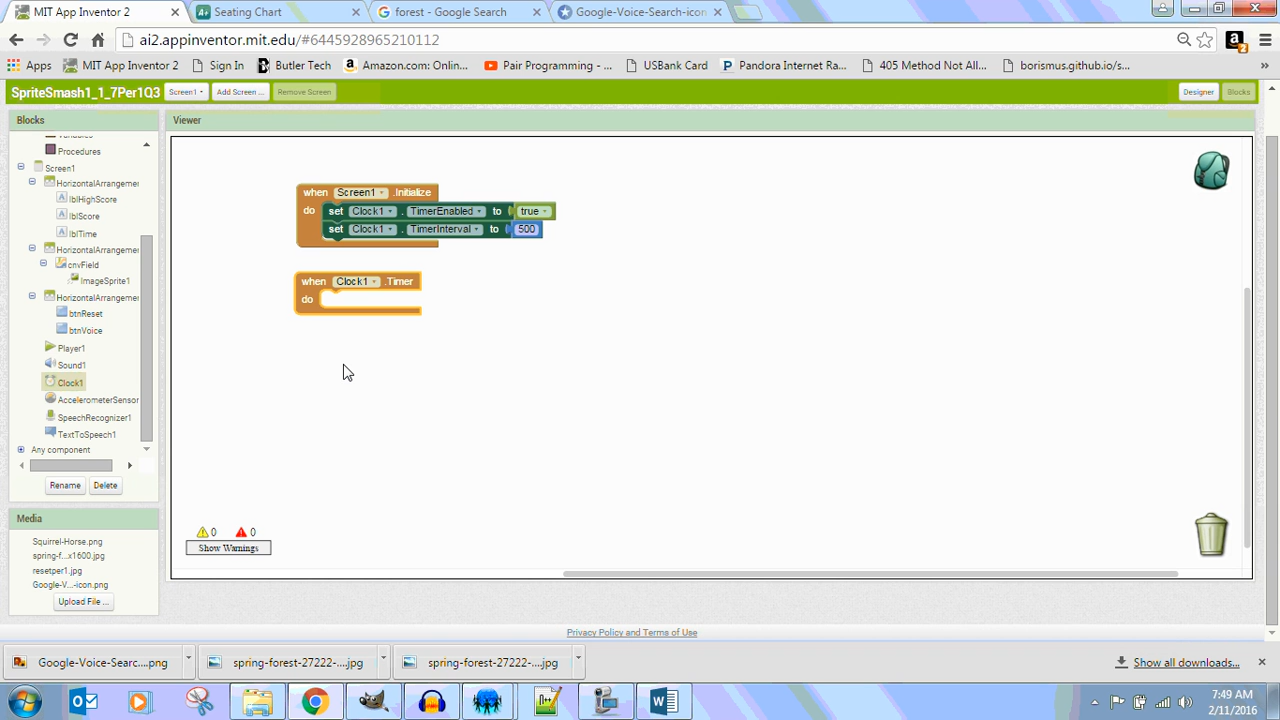 MIT App Inventor 2
Seating Chart
forest - Google Search
Google-Voice-Search-icon
ai2.appinventor.mit.edu/#6445928965210112
Apps
MIT App Inventor 2
Sign In
Butler Tech
Amazon.com: Onli...
Pair Programming - ...
USBank Card
Pandora Internet Ra...
405 Method Not All...
borismus.github.io/s...
SpriteSmash1_1_7Per1Q3
Screen1
Add Screen ...
Remove Screen
Designer
Blocks
Blocks
Viewer
Procedures
Screen1
HorizontalArrangemer
lblHighScore
lblScore
lblTime
HorizontalArrangemer
cnvField
ImageSprite1
HorizontalArrangemer
btnReset
btnVoice
Player1
Sound1
Clock1
AccelerometerSensor
SpeechRecognizer1
TextToSpeech1
Any component
Rename
Delete
when Screen1 .Initialize
do set Clock1 . TimerEnabled to true
set Clock1 . TimerInterval to 500
when Clock1 .Timer
do
0 0
Show Warnings
Media
Squirrel-Horse.png
spring-f...x1600.jpg
resetper1.jpg
Google-V...-icon.png
Upload File ...
Privacy Policy and Terms of Use
Google-Voice-Searc....png
spring-forest-27222-....jpg
spring-forest-27222-....jpg
Show all downloads...
7:49 AM
2/11/2016